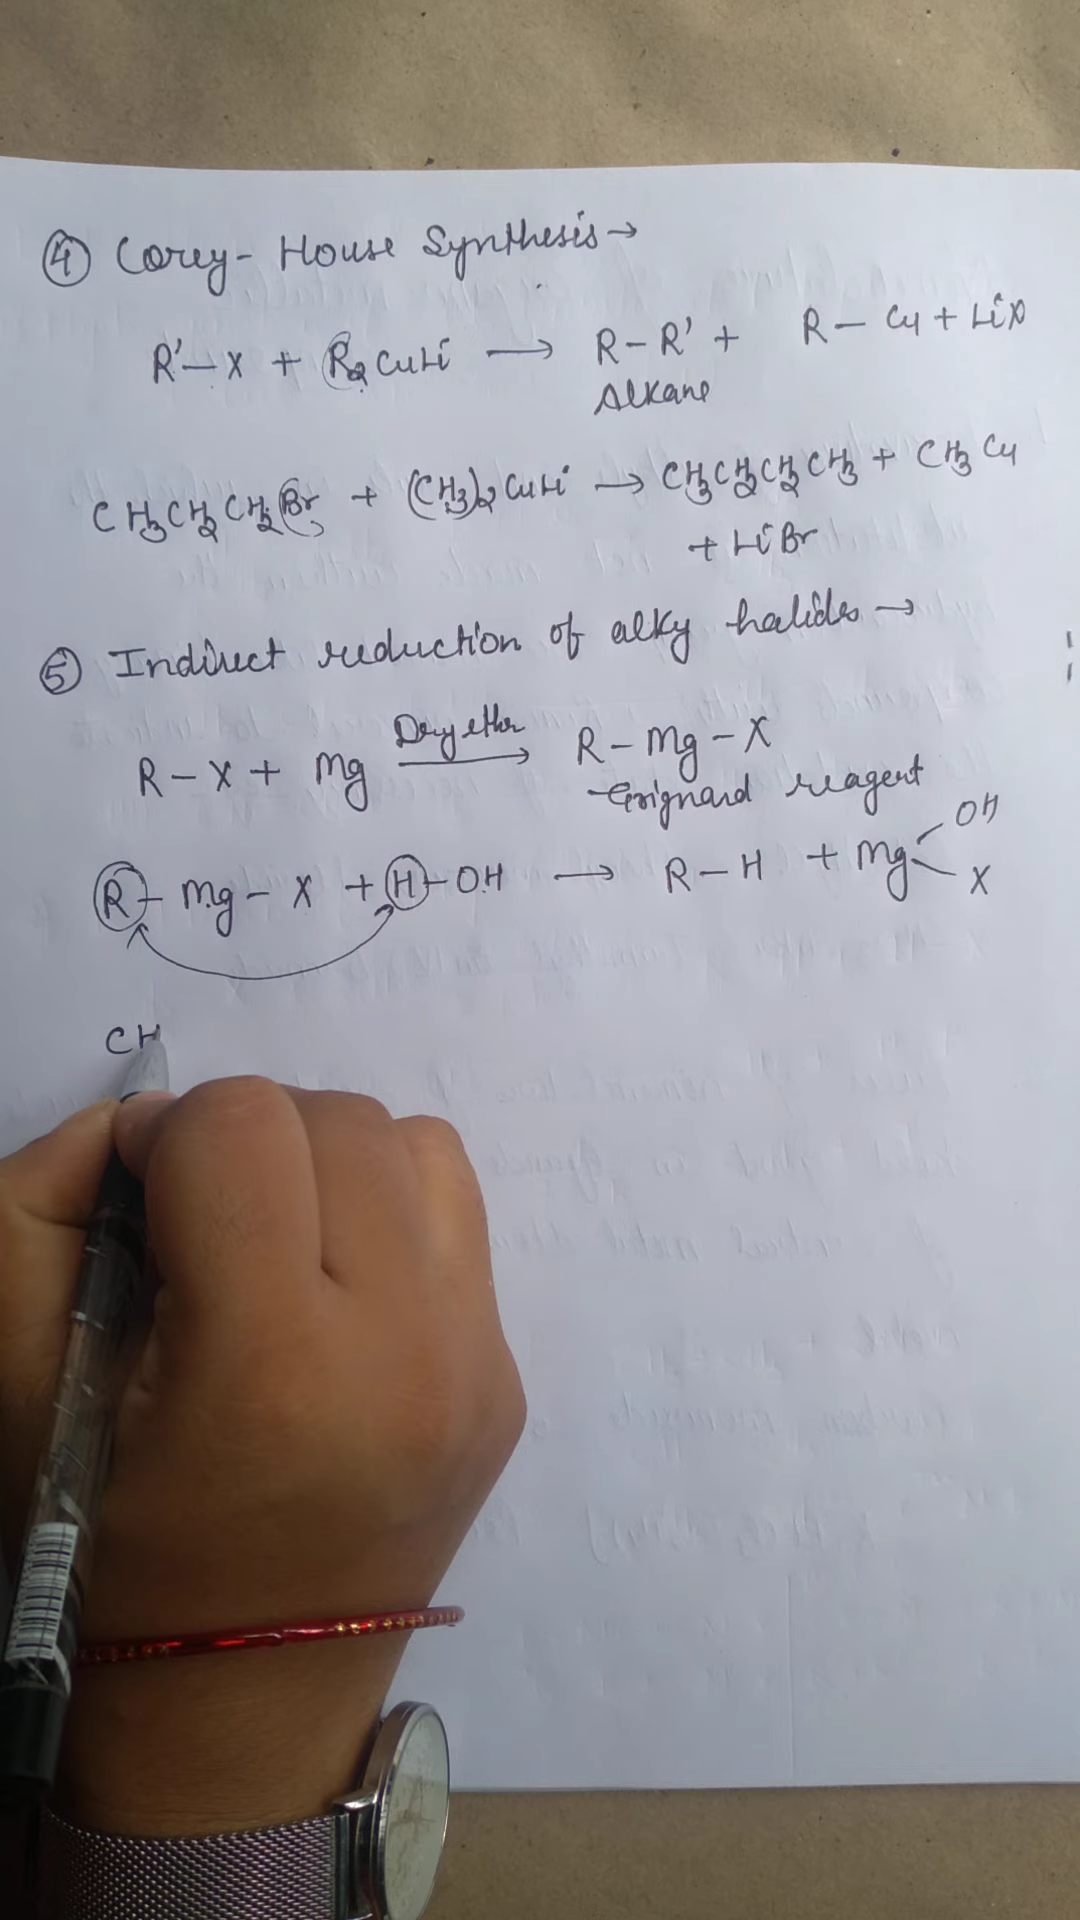 ④ Corey-House Synthesis →
R'-X + R₂CuLi → R-R' + R-Cu + LiX
Alkane
CH₃CH₂CH₂Br + (CH₃)₂CuLi → CH₃CH₂CH₂CH₃ + CH₃Cu
+ LiBr
⑤ Indirect reduction of alky halides →
Dry ether
R-X + Mg → R-Mg-X
Grignard reagent
R-Mg-X + H-OH → R-H + Mg
OH
X
CH